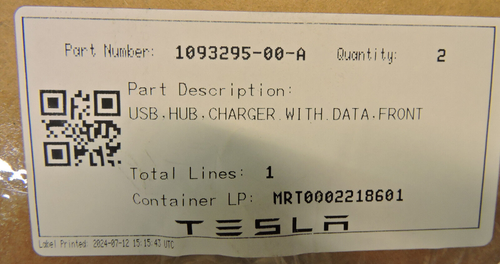 Part Number: 1093295-00-A Quantity: 2
Part Description:
USB,HUB,CHARGER WITH DATA,FRONT
Total Lines: 1
Container LP: MRT0002218601
TESLA
Label Printed: 2024-07-12 15:15:43 UTC